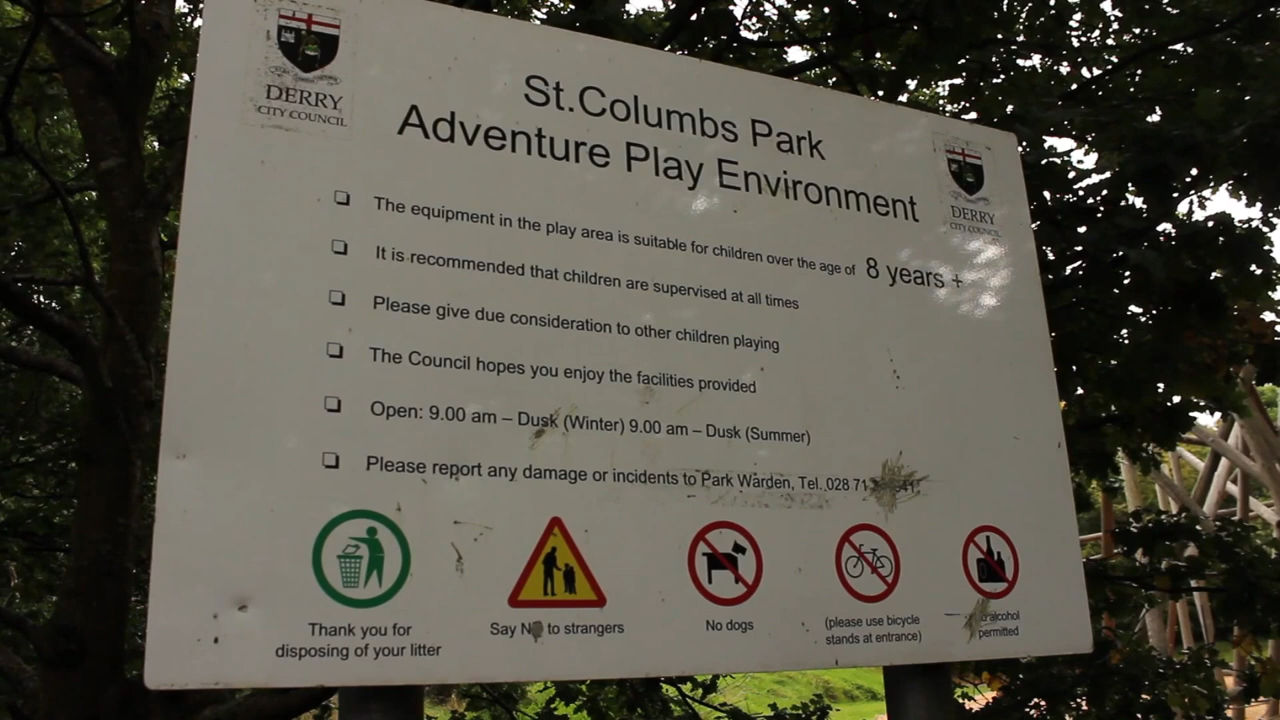 DERRY
CITY COUNCIL
St.Columbs Park
Adventure Play Environment
DERRY
CITY COUNCIL
The equipment in the play area is suitable for children over the age of 8 years +
It is recommended that children are supervised at all times
Please give due consideration to other children playing
The Council hopes you enjoy the facilities provided
Open: 9.00 am – Dusk (Winter) 9.00 am – Dusk (Summer)
Please report any damage or incidents to Park Warden, Tel. 028 71
Thank you for
disposing of your litter
Say No to strangers
No dogs
(please use bicycle
stands at entrance)
alcohol
permitted